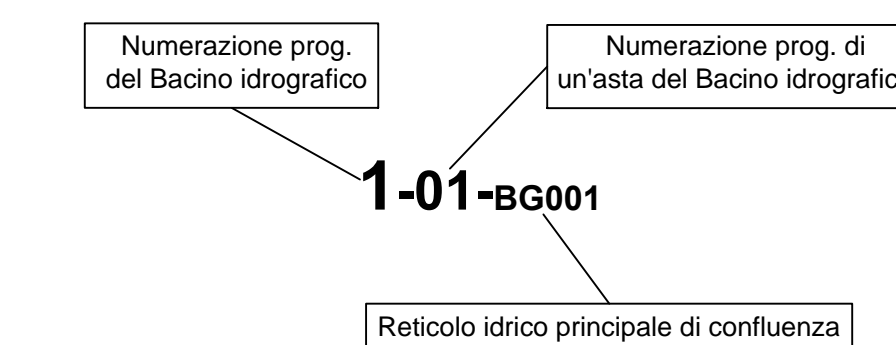 Numerazione prog.
del Bacino idrografico
Numerazione prog. di
un'asta del Bacino idrografic
1-01-BG001
Reticolo idrico principale di confluenza